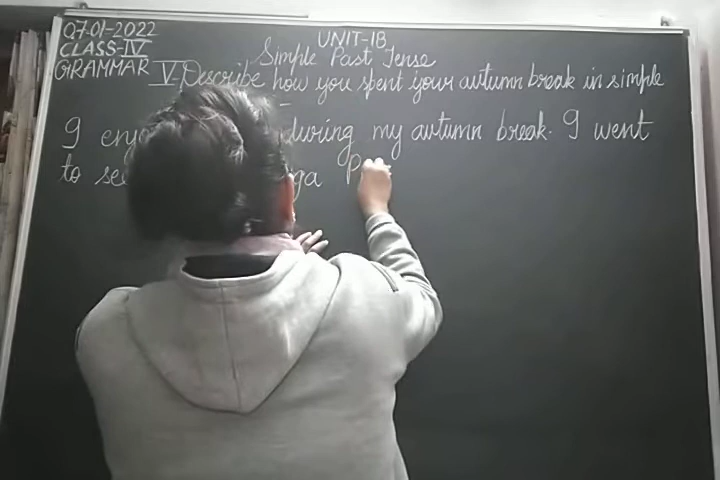 07-01-2022
CLASS-IV
GRAMMAR
UNIT-1B
Simple Past Tense
V. Describe how you spent your autumn break in simple
I during my autumn break. I went
to